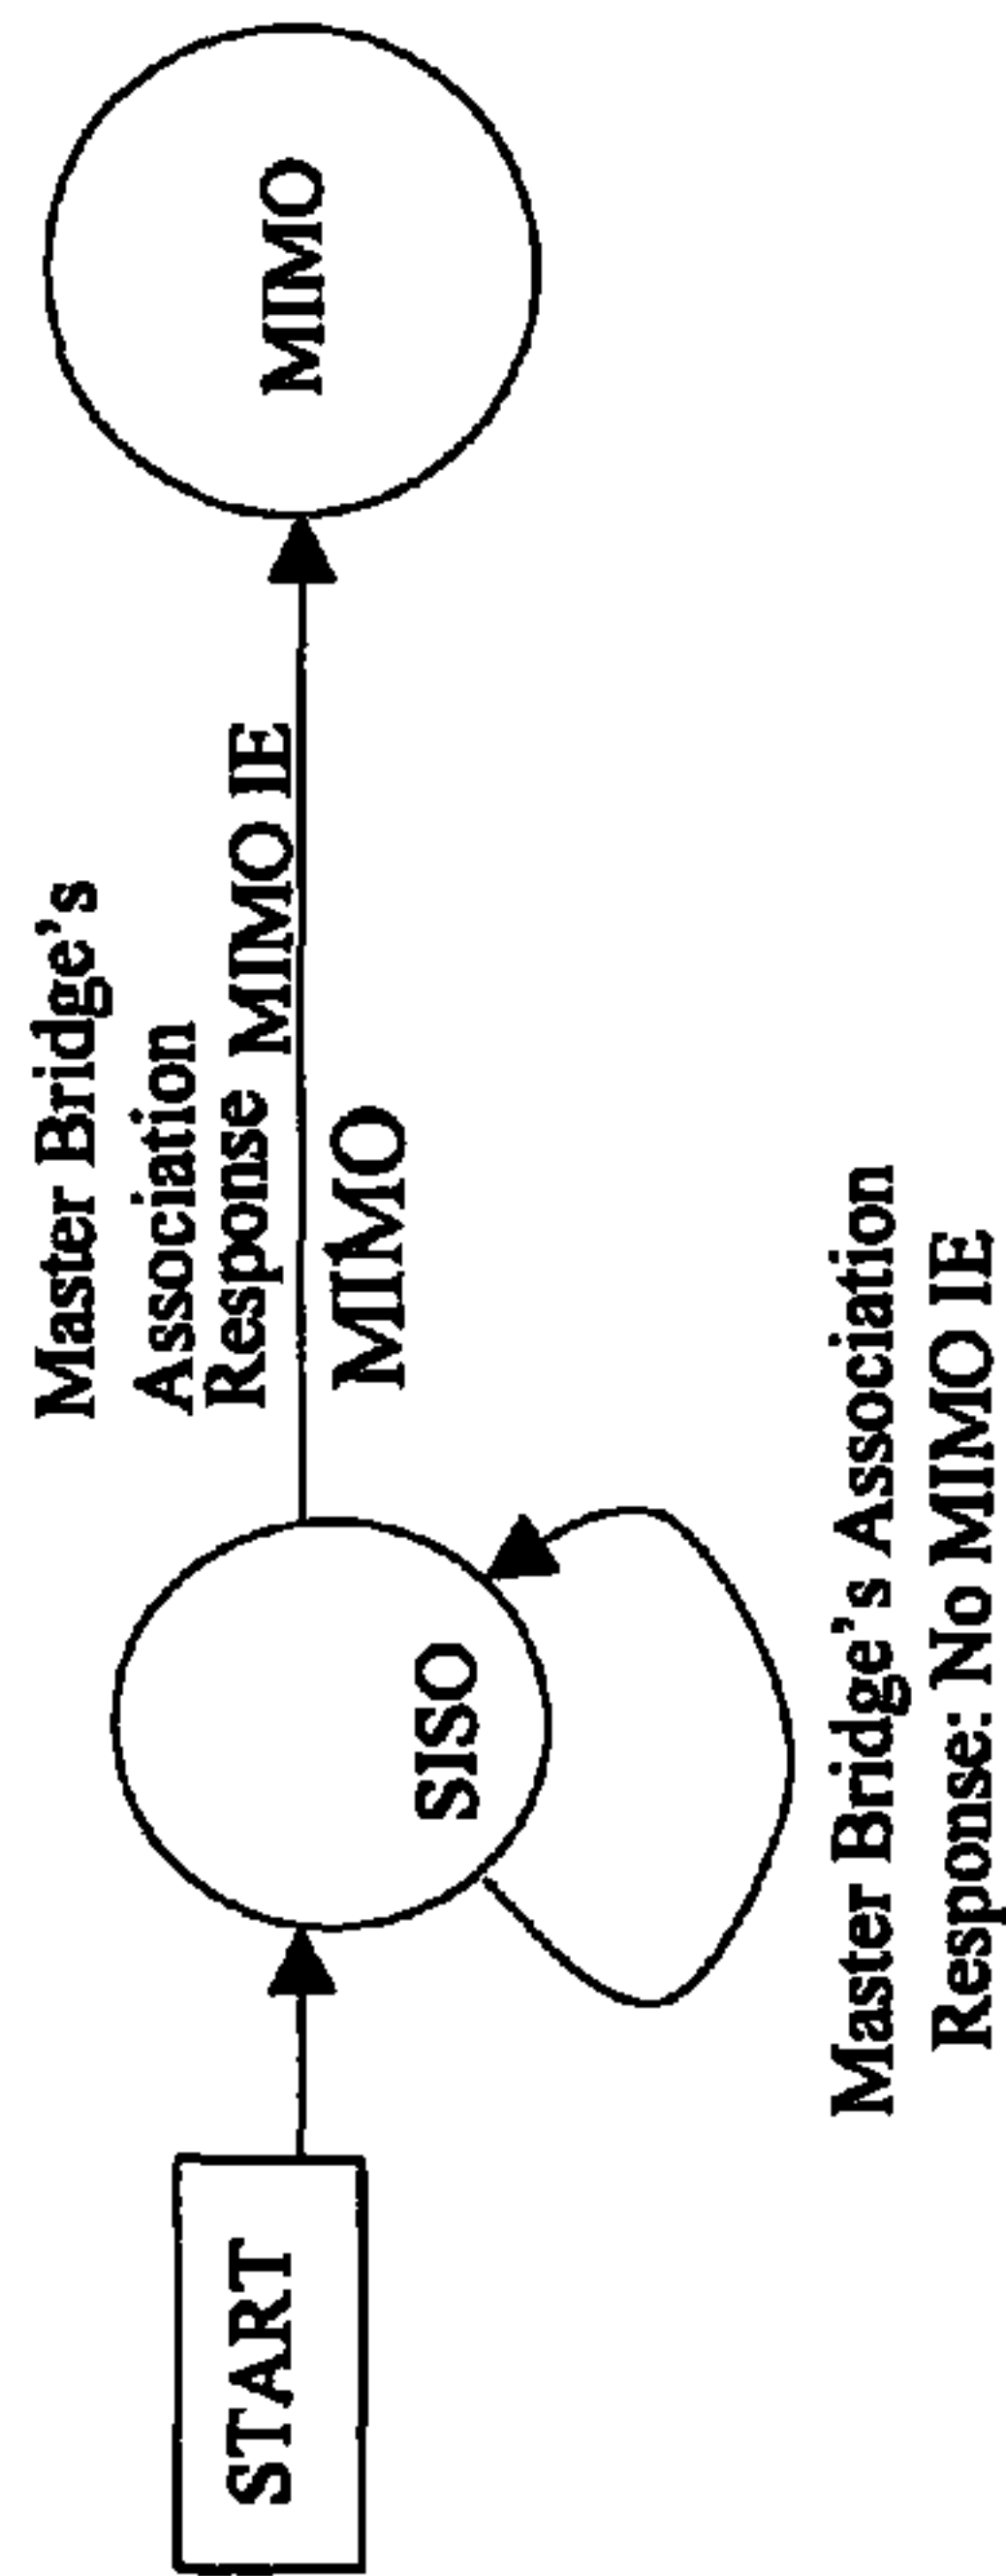 START
SISO
Master Bridge's
Association
Response MIMO IE
MIMO
MIMO
Master Bridge's Association
Response: No MIMO IE